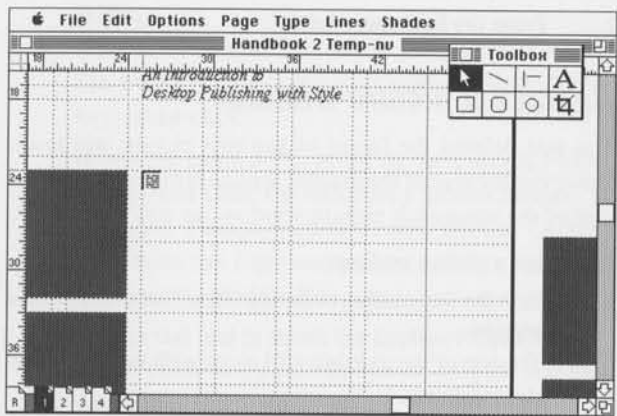 File Edit Options Page Type Lines Shades
Handbook 2 Temp-nv
Toolbox
18 24 30 36 42
A
An Introduction to
Desktop Publishing with Style
18
24
30
36
R 1 2 3 4